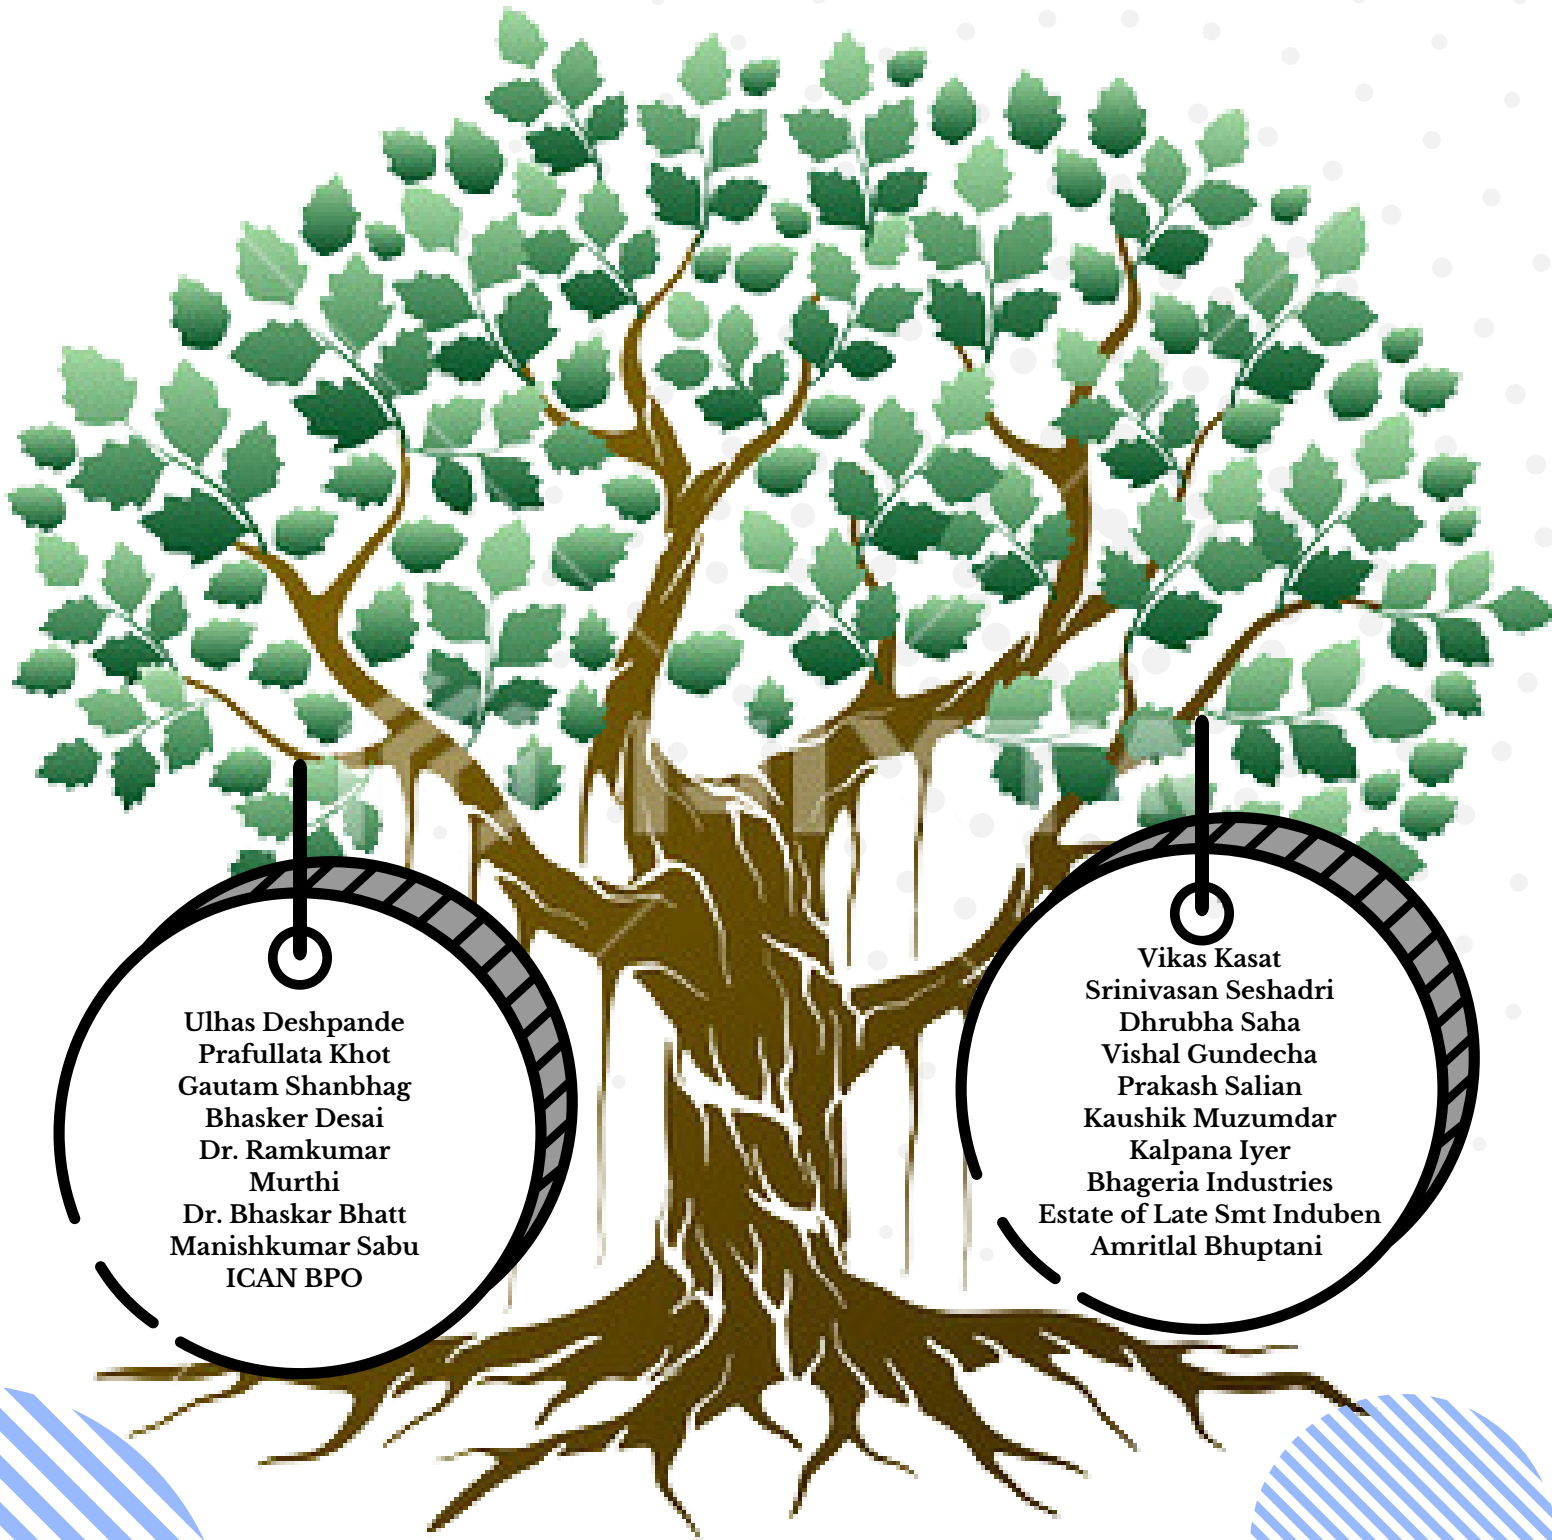 Ulhas Deshpande
Prafullata Khot
Gautam Shanbhag
Bhasker Desai
Dr. Ramkumar
Murthi
Dr. Bhaskar Bhatt
Manishkumar Sabu
ICAN BPO
Vikas Kasat
Srinivasan Seshadri
Dhrubha Saha
Vishal Gundecha
Prakash Salian
Kaushik Muzumdar
Kalpana Iyer
Bhageria Industries
Estate of Late Smt Induben
Amritlal Bhuptani